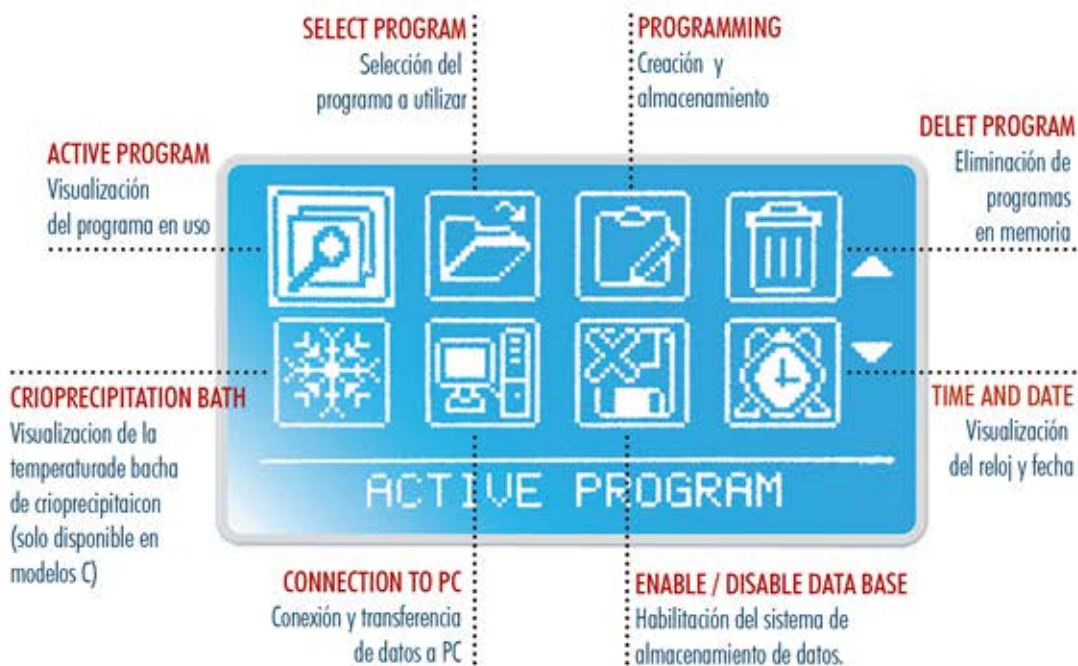 SELECT PROGRAM
Selección del
programa a utilizar
PROGRAMMING
Creación y
almacenamiento
DELET PROGRAM
Eliminación de
programas
en memoria
ACTIVE PROGRAM
Visualización
del programa en uso
CRIOPRECIPITATION BATH
Visualizacion de la
temperaturade bacha
de crioprecipitaicon
(solo disponible en
modelos C)
TIME AND DATE
Visualización
del reloj y fecha
ACTIVE PROGRAM
CONNECTION TO PC
Conexión y transferencia
de datos a PC
ENABLE / DISABLE DATA BASE
Habilitación del sistema de
almacenamiento de datos.